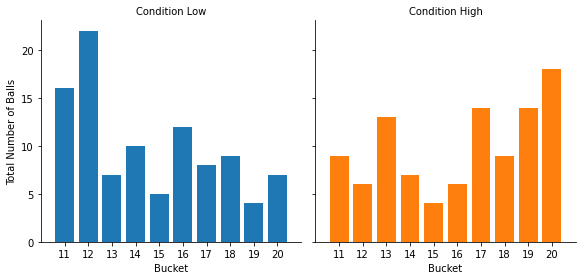 Condition Low
Condition High
Total Number of Balls
20
15
10
5
0
11 12 13 14 15 16 17 18 19 20
11 12 13 14 15 16 17 18 19 20
Bucket
Bucket